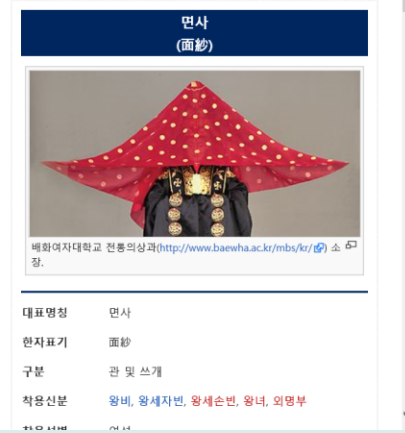 면사
(面紗)
배화여자대학교 전통의상과(http://www.baewha.ac.kr/mbs/kr/) 소
장.
대표명칭 면사
한자표기 面紗
구분 관 및 쓰개
착용신분 왕비, 왕세자빈, 왕세손빈, 왕녀, 외명부